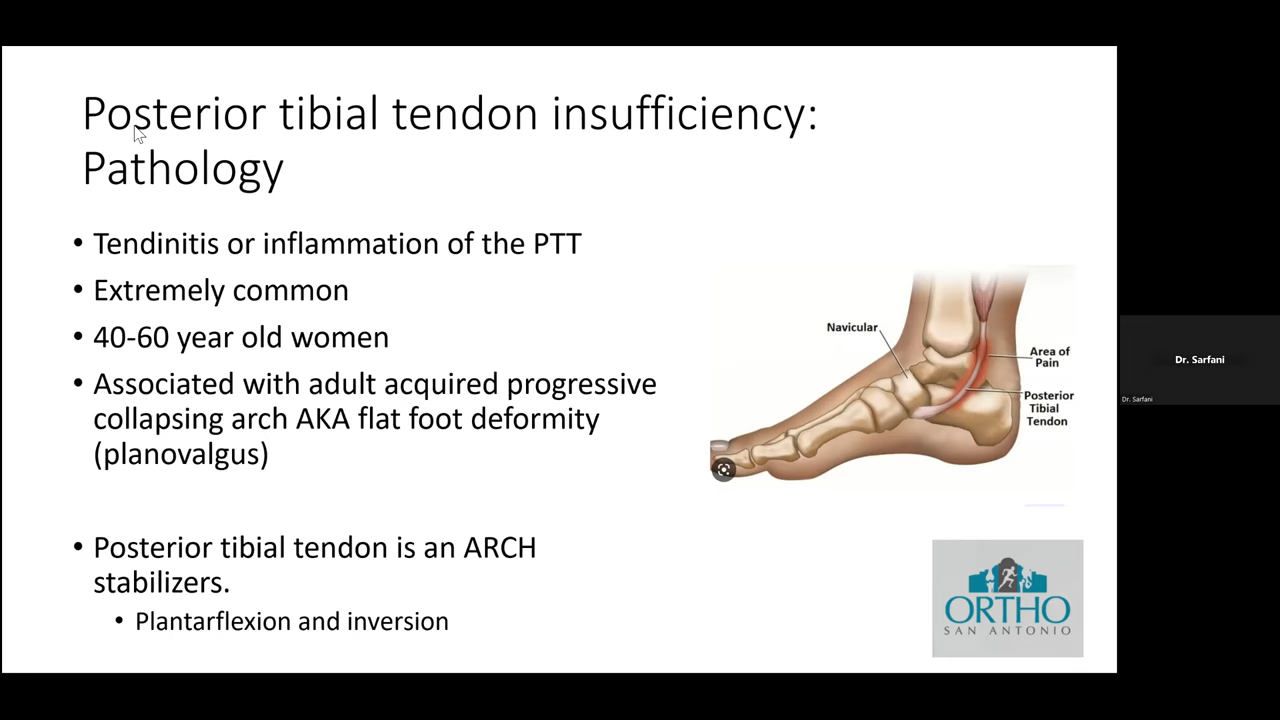 Posterior tibial tendon insufficiency:
Pathology
• Tendinitis or inflammation of the PTT
• Extremely common
• 40-60 year old women
• Associated with adult acquired progressive
collapsing arch AKA flat foot deformity
(planovalgus)
• Posterior tibial tendon is an ARCH
stabilizers.
• Plantarflexion and inversion
Navicular
Area of
Pain
Posterior
Tibial
Tendon
ORTHO
SAN ANTONIO
Dr. Sarfani
Dr. Sarfani